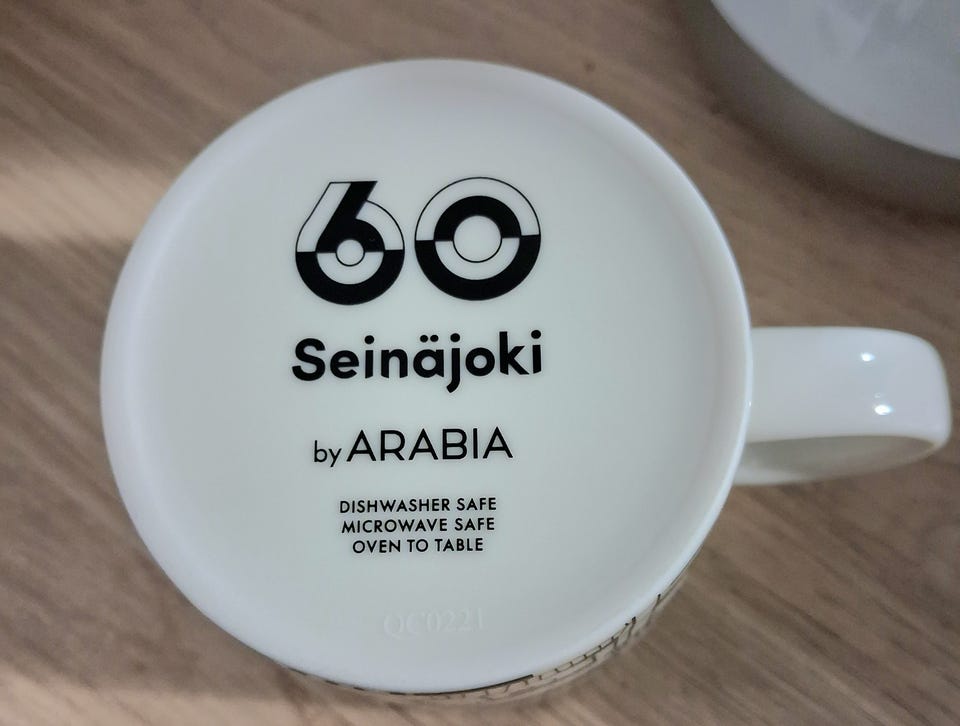 60
Seinäjoki
by ARABIA
DISHWASHER SAFE
MICROWAVE SAFE
OVEN TO TABLE
QC0221